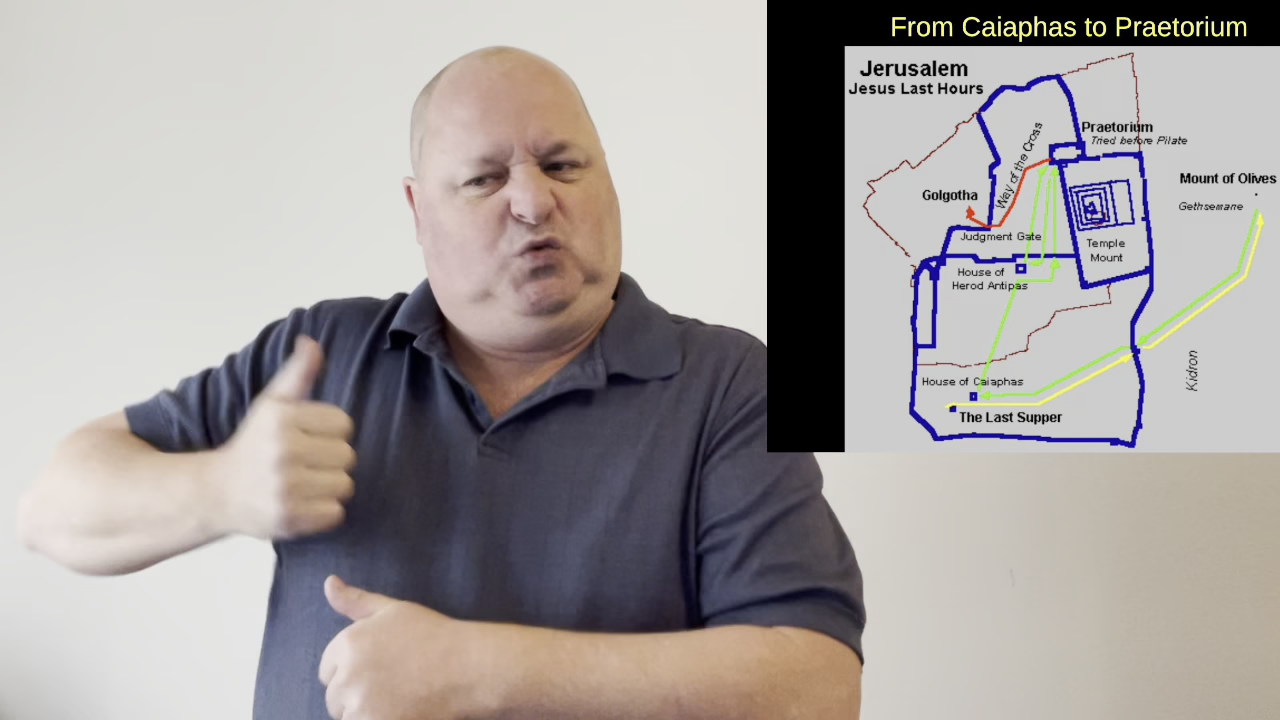 From Caiaphas to Praetorium
Jerusalem
Jesus Last Hours
Praetorium
Tried before Pilate
Way of the Cross
Mount of Olives
Golgotha
Gethsemane
Judgment Gate
Temple
Mount
House of
Herod Antipas
Kidron
House of Caiaphas
The Last Supper